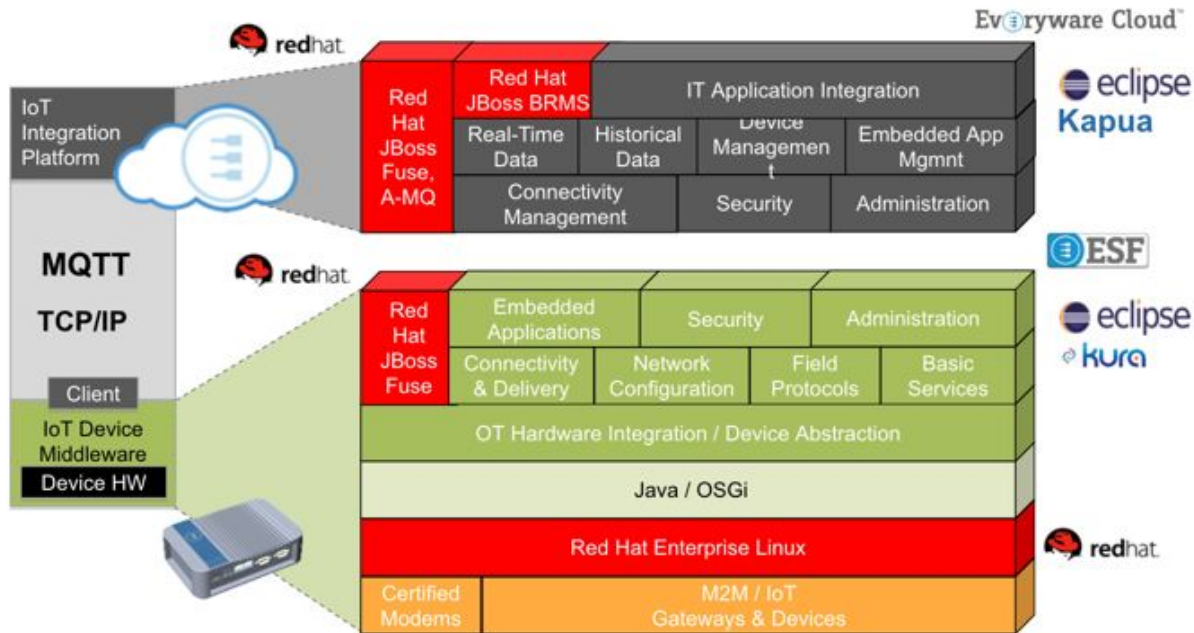 Everyware Cloud™
redhat.
Red Hat JBoss Fuse, A-MQ
Red Hat
JBoss BRMS
IT Application Integration
Real-Time
Data
Historical
Data
Device
Managemen
t
Embedded App
Mgmnt
Connectivity
Management
Security
Administration
eclipse
Kapua
IoT
Integration
Platform
MQTT
TCP/IP
Client
IoT Device
Middleware
Device HW
redhat.
ESF
eclipse
kura
Red
Hat
JBoss
Fuse
Embedded
Applications
Security
Administration
Connectivity
& Delivery
Network
Configuration
Field
Protocols
Basic
Services
OT Hardware Integration / Device Abstraction
Java / OSGi
Red Hat Enterprise Linux
redhat.
Certified
Modems
M2M / IoT
Gateways & Devices